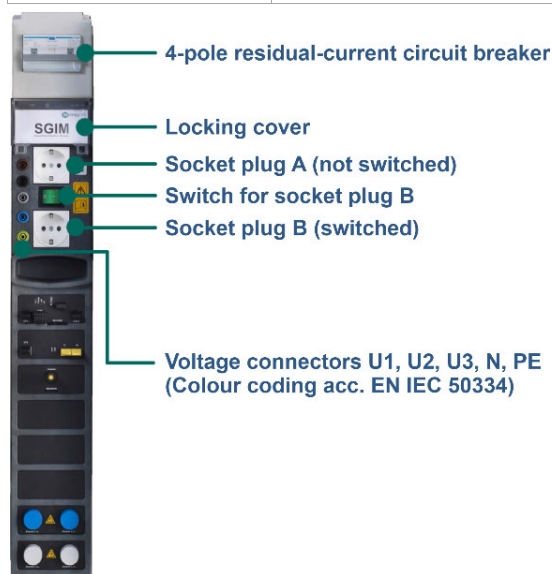 4-pole residual-current circuit breaker
SGIM
Locking cover
Socket plug A (not switched)
Switch for socket plug B
Socket plug B (switched)
Voltage connectors U1, U2, U3, N, PE
(Colour coding acc. EN IEC 50334)